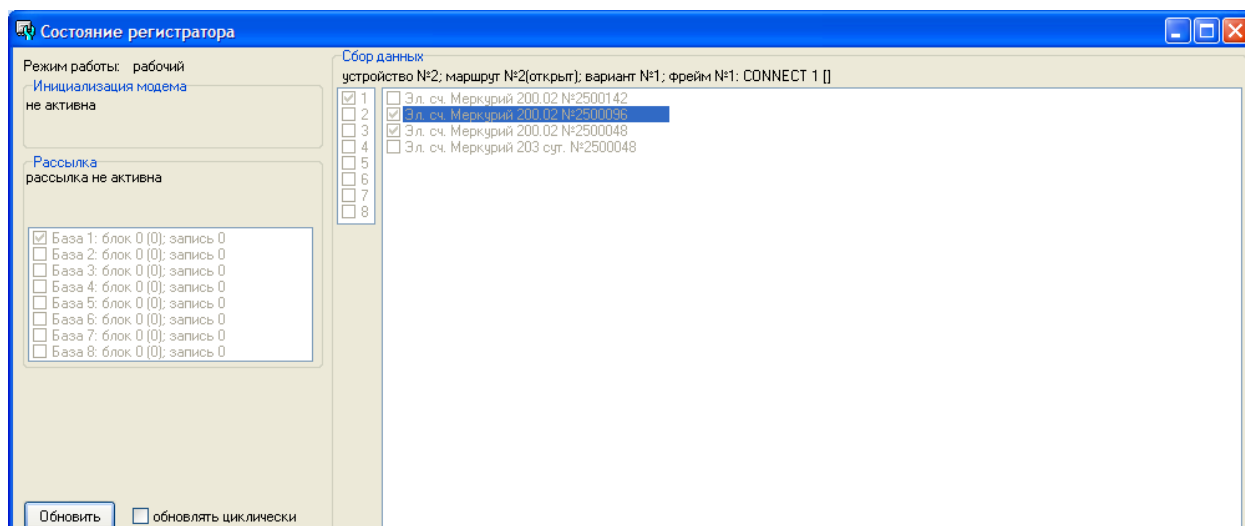 Состояние регистратора
Режим работы: рабочий
Инициализация модема
не активна
Рассылка
рассылка не активна
База 1: блок 0 (0); запись 0
База 2: блок 0 (0); запись 0
База 3: блок 0 (0); запись 0
База 4: блок 0 (0); запись 0
База 5: блок 0 (0); запись 0
База 6: блок 0 (0); запись 0
База 7: блок 0 (0); запись 0
База 8: блок 0 (0); запись 0
Обновить
обновлять циклически
Сбор данных
устройство №2; маршрут №2(открыт); вариант №1; фрейм №1: CONNECT 1 []
1
2
3
4
5
6
7
8
Эл. сч. Меркурий 200.02 №2500142
Эл. сч. Меркурий 200.02 №2500096
Эл. сч. Меркурий 200.02 №2500048
Эл. сч. Меркурий 203 сут. №2500048